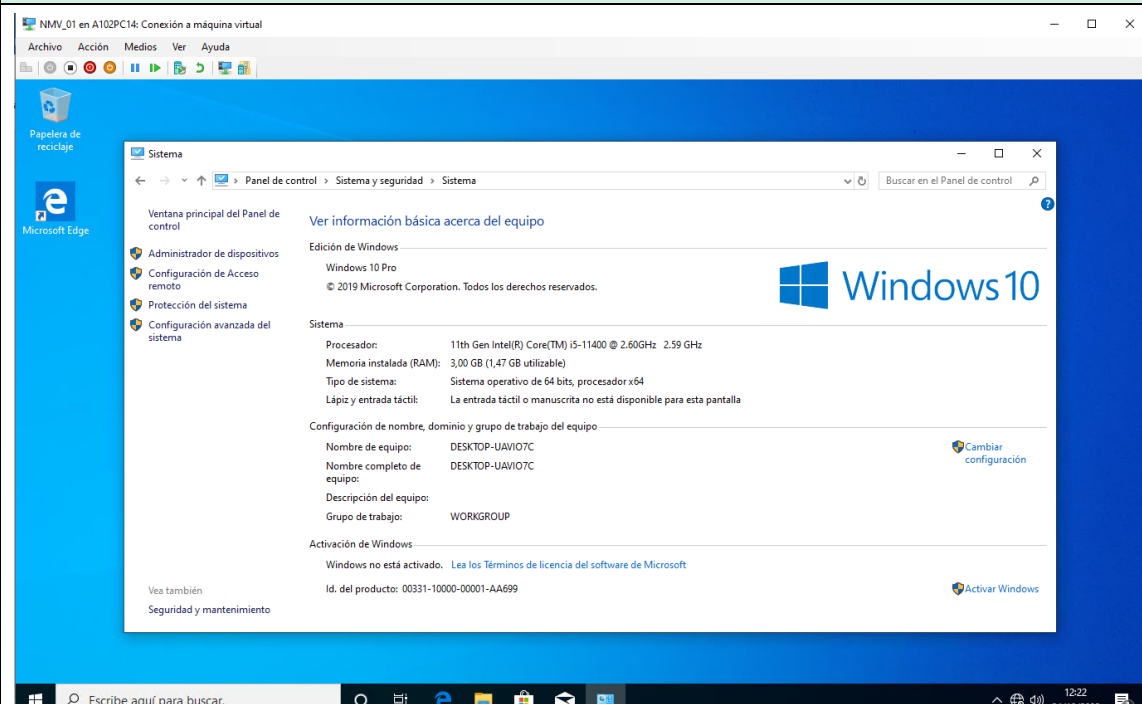 NMV_01 en A102PC14: Conexión a máquina virtual
Archivo Acción Medios Ver Ayuda
Papelera de
reciclaje
Microsoft Edge
Sistema
Panel de control > Sistema y seguridad > Sistema
Buscar en el Panel de control
Ventana principal del Panel de
control
Administrador de dispositivos
Configuración de Acceso
remoto
Protección del sistema
Configuración avanzada del
sistema
Vea también
Seguridad y mantenimiento
Ver información básica acerca del equipo
Edición de Windows
Windows 10 Pro
© 2019 Microsoft Corporation. Todos los derechos reservados.
Windows 10
Sistema
Procesador: 11th Gen Intel(R) Core(TM) i5-11400 @ 2.60GHz 2.59 GHz
Memoria instalada (RAM): 3,00 GB (1,47 GB utilizable)
Tipo de sistema: Sistema operativo de 64 bits, procesador x64
Lápiz y entrada táctil: La entrada táctil o manuscrita no está disponible para esta pantalla
Configuración de nombre, dominio y grupo de trabajo del equipo
Nombre de equipo: DESKTOP-UAVIO7C
Cambiar
configuración
Nombre completo de DESKTOP-UAVIO7C
equipo:
Descripción del equipo:
Grupo de trabajo: WORKGROUP
Activación de Windows
Windows no está activado. Lea los Términos de licencia del software de Microsoft
Id. del producto: 00331-10000-00001-AA699
Activar Windows
Escribe aquí para buscar.
12:22